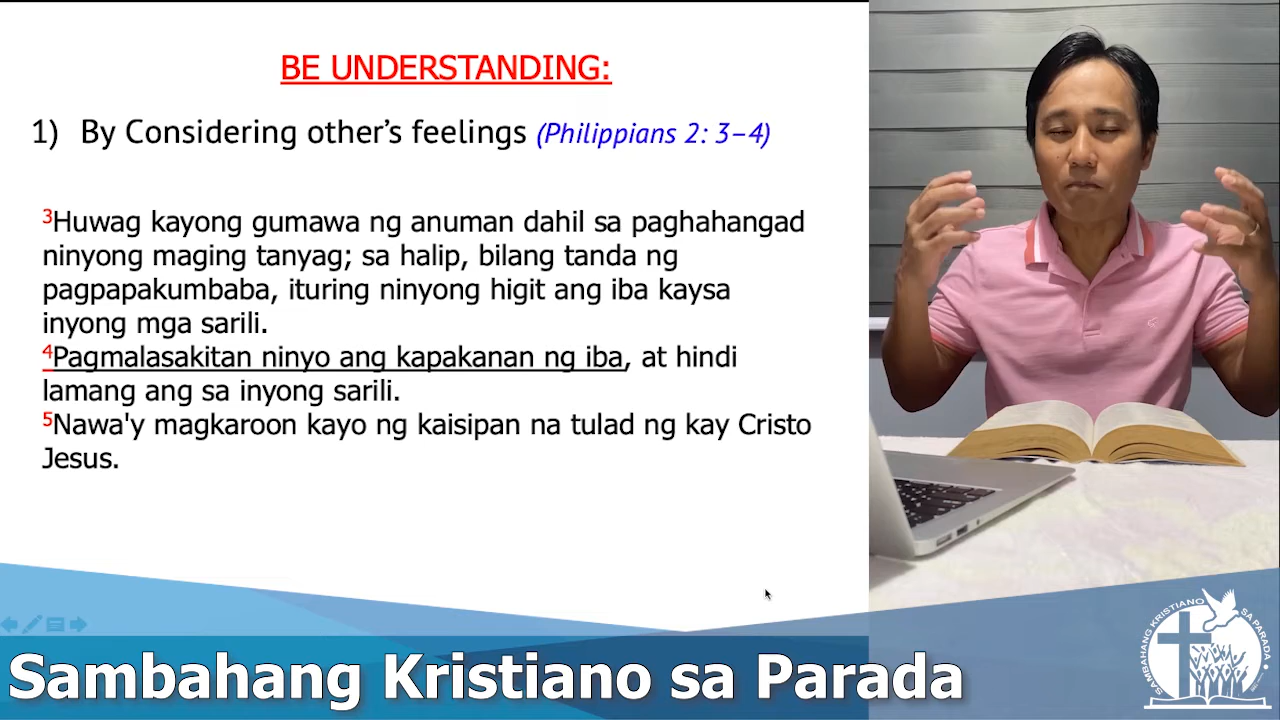 BE UNDERSTANDING:
1) By Considering other’s feelings (Philippians 2: 3–4)
3Huwag kayong gumawa ng anuman dahil sa paghahangad
ninyong maging tanyag; sa halip, bilang tanda ng
pagpapakumbaba, ituring ninyong higit ang iba kaysa
inyong mga sarili.
4Pagmalasakitan ninyo ang kapakanan ng iba, at hindi
lamang ang sa inyong sarili.
5Nawa'y magkaroon kayo ng kaisipan na tulad ng kay Cristo
Jesus.
Sambahang Kristiano sa Parada
SAMBAHANG KRISTIANO SA PARADA